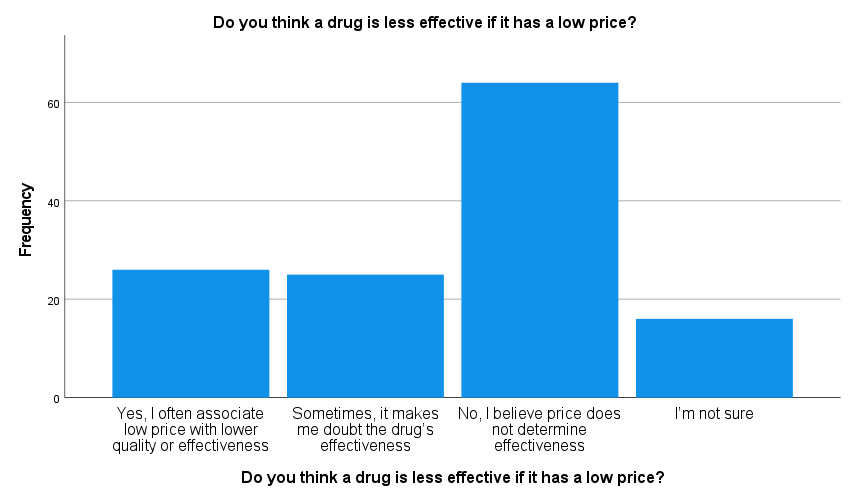 Do you think a drug is less effective if it has a low price?
60
40
20
0
Frequency
Yes, I often associate
low price with lower
quality or effectiveness
Sometimes, it makes
me doubt the drug's
effectiveness
No, I believe price does
not determine
effectiveness
I'm not sure
Do you think a drug is less effective if it has a low price?